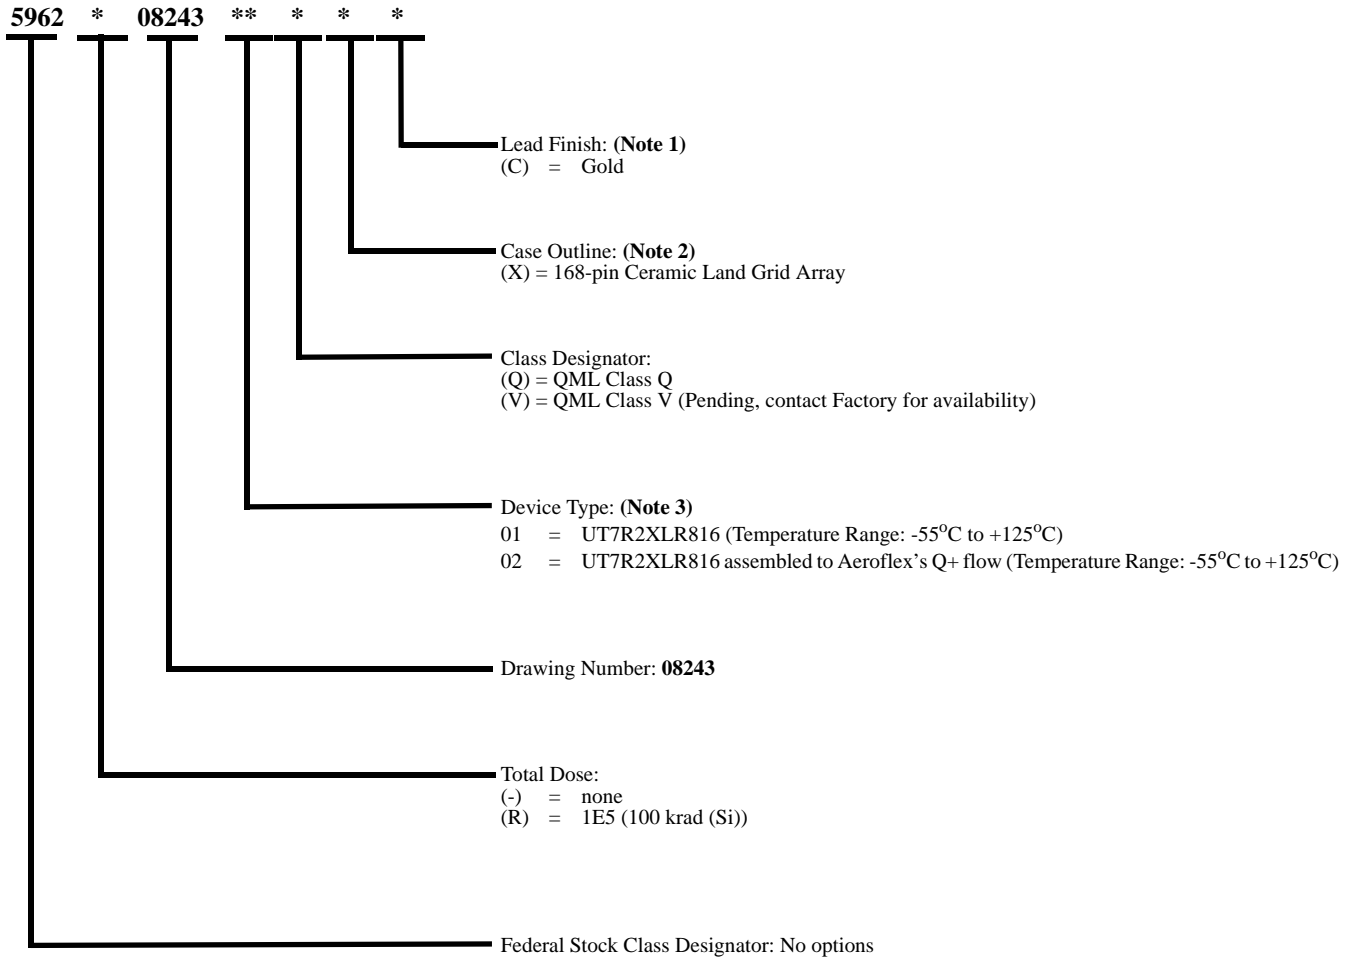 5962 * 08243 ** * * *
Lead Finish: (Note 1)
(C) = Gold
Case Outline: (Note 2)
(X) = 168-pin Ceramic Land Grid Array
Class Designator:
(Q) = QML Class Q
(V) = QML Class V (Pending, contact Factory for availability)
Device Type: (Note 3)
01 = UT7R2XLR816 (Temperature Range: -55°C to +125°C)
02 = UT7R2XLR816 assembled to Aeroflex’s Q+ flow (Temperature Range: -55°C to +125°C)
Drawing Number: 08243
Total Dose:
(-) = none
(R) = 1E5 (100 krad (Si))
Federal Stock Class Designator: No options